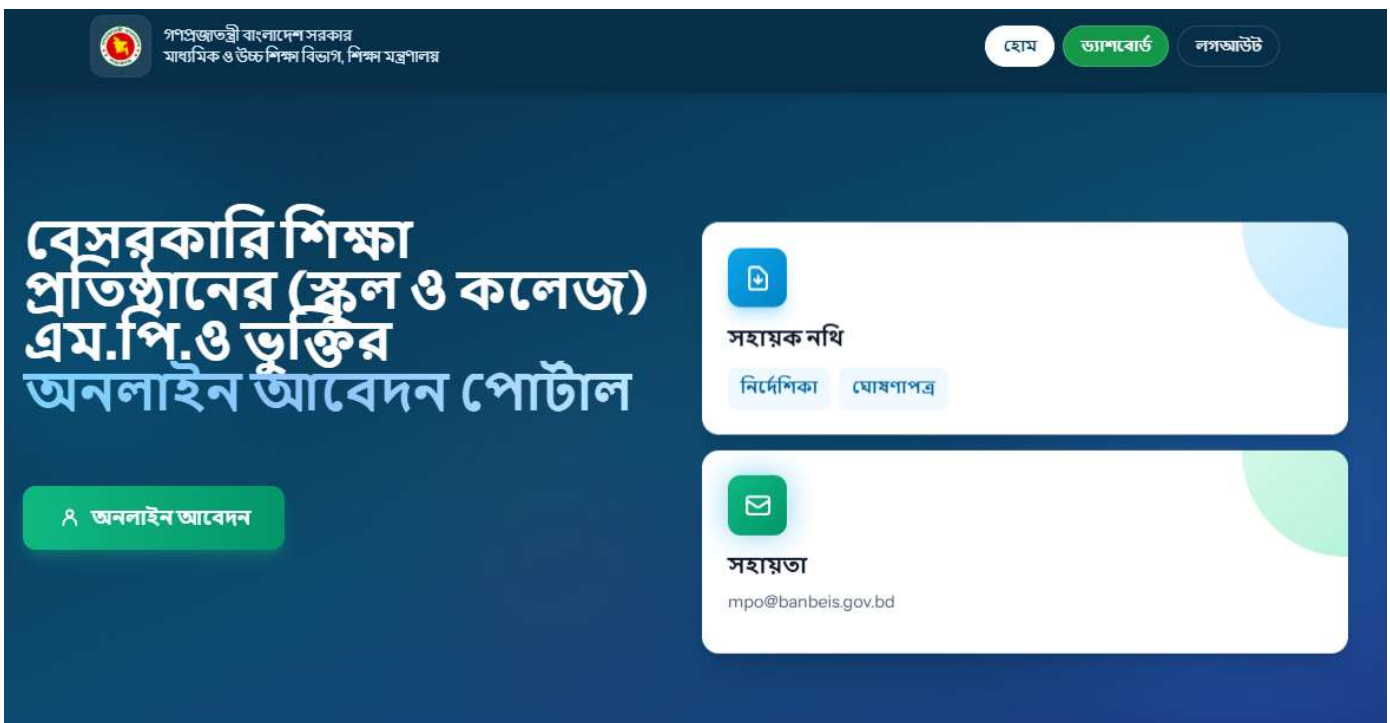 গণপ্রজাতন্ত্রী বাংলাদেশ সরকার
মাধ্যমিক ও উচ্চ শিক্ষা বিভাগ, শিক্ষা মন্ত্রণালয়
হোম
ড্যাশবোর্ড
লগআউট
বেসরকারি শিক্ষা
প্রতিষ্ঠানের (স্কুল ও কলেজ)
এম.পি.ও ভুক্তির
অনলাইন আবেদন পোর্টাল
অনলাইন আবেদন
সহায়ক নথি
নির্দেশিকা
ঘোষণাপত্র
সহায়তা
mpo@banbeis.gov.bd